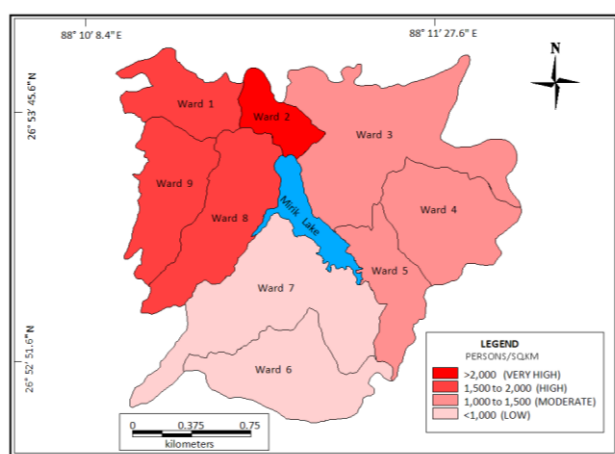 88° 10' 8.4" E
88° 11' 27.6" E
26° 53' 45.6" N
26° 52' 51.6" N
N
Ward 1
Ward 2
Ward 3
Ward 9
Ward 8
Mirik Lake
Ward 4
Ward 5
Ward 7
Ward 6
LEGEND
PERSONS/SQ.KM
>2,000 (VERY HIGH)
1,500 to 2,000 (HIGH)
1,000 to 1,500 (MODERATE)
<1,000 (LOW)
0 0.375 0.75
kilometers